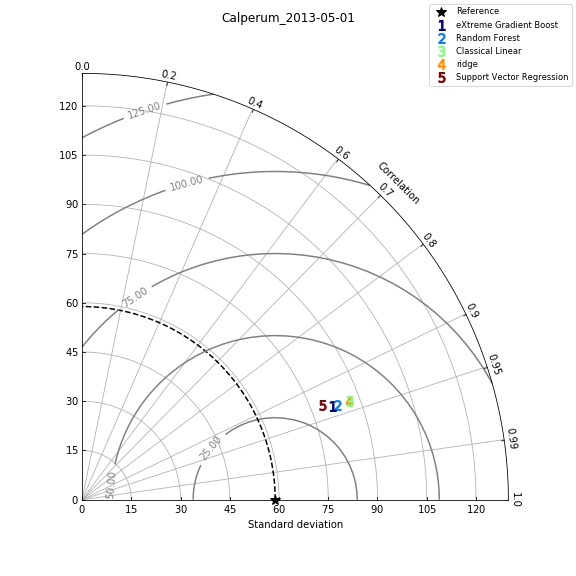 Calperum_2013-05-01
Reference
1 eXtreme Gradient Boost
2 Random Forest
3 Classical Linear
4 ridge
5 Support Vector Regression
0.0
0.2
0.4
0.6
Correlation
0.7
0.8
0.9
0.95
0.99
1.0
120
105
90
75
60
45
30
15
0
125.00
100.00
75.00
25.00
50.00
5 1 2
0 15 30 45 60 75 90 105 120
Standard deviation